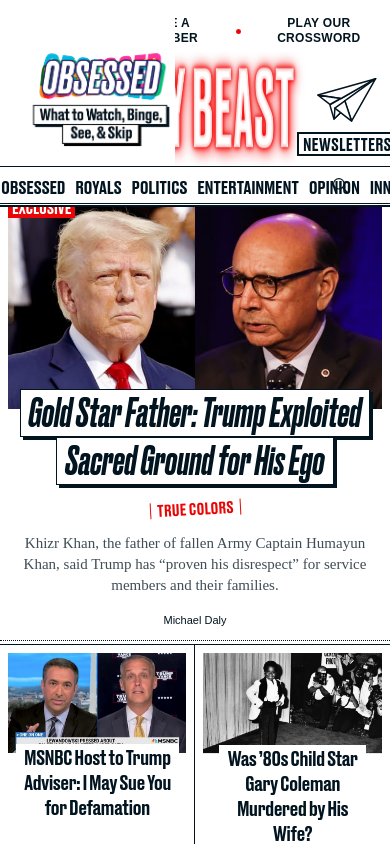 E A
BER
PLAY OUR
CROSSWORD
OBSESSED
What to Watch, Binge,
See, & Skip
Y BEAST
NEWSLETTERS
OBSESSED ROYALS POLITICS ENTERTAINMENT OPINION INN
EXCLUSIVE
Gold Star Father: Trump Exploited
Sacred Ground for His Ego
TRUE COLORS
Khizr Khan, the father of fallen Army Captain Humayun
Khan, said Trump has “proven his disrespect” for service
members and their families.
Michael Daly
LEWANDOWSKI PRESSED ABOUT
MSNBC
MSNBC Host to Trump
Adviser: I May Sue You
for Defamation
Was ’80s Child Star
Gary Coleman
Murdered by His
Wife?